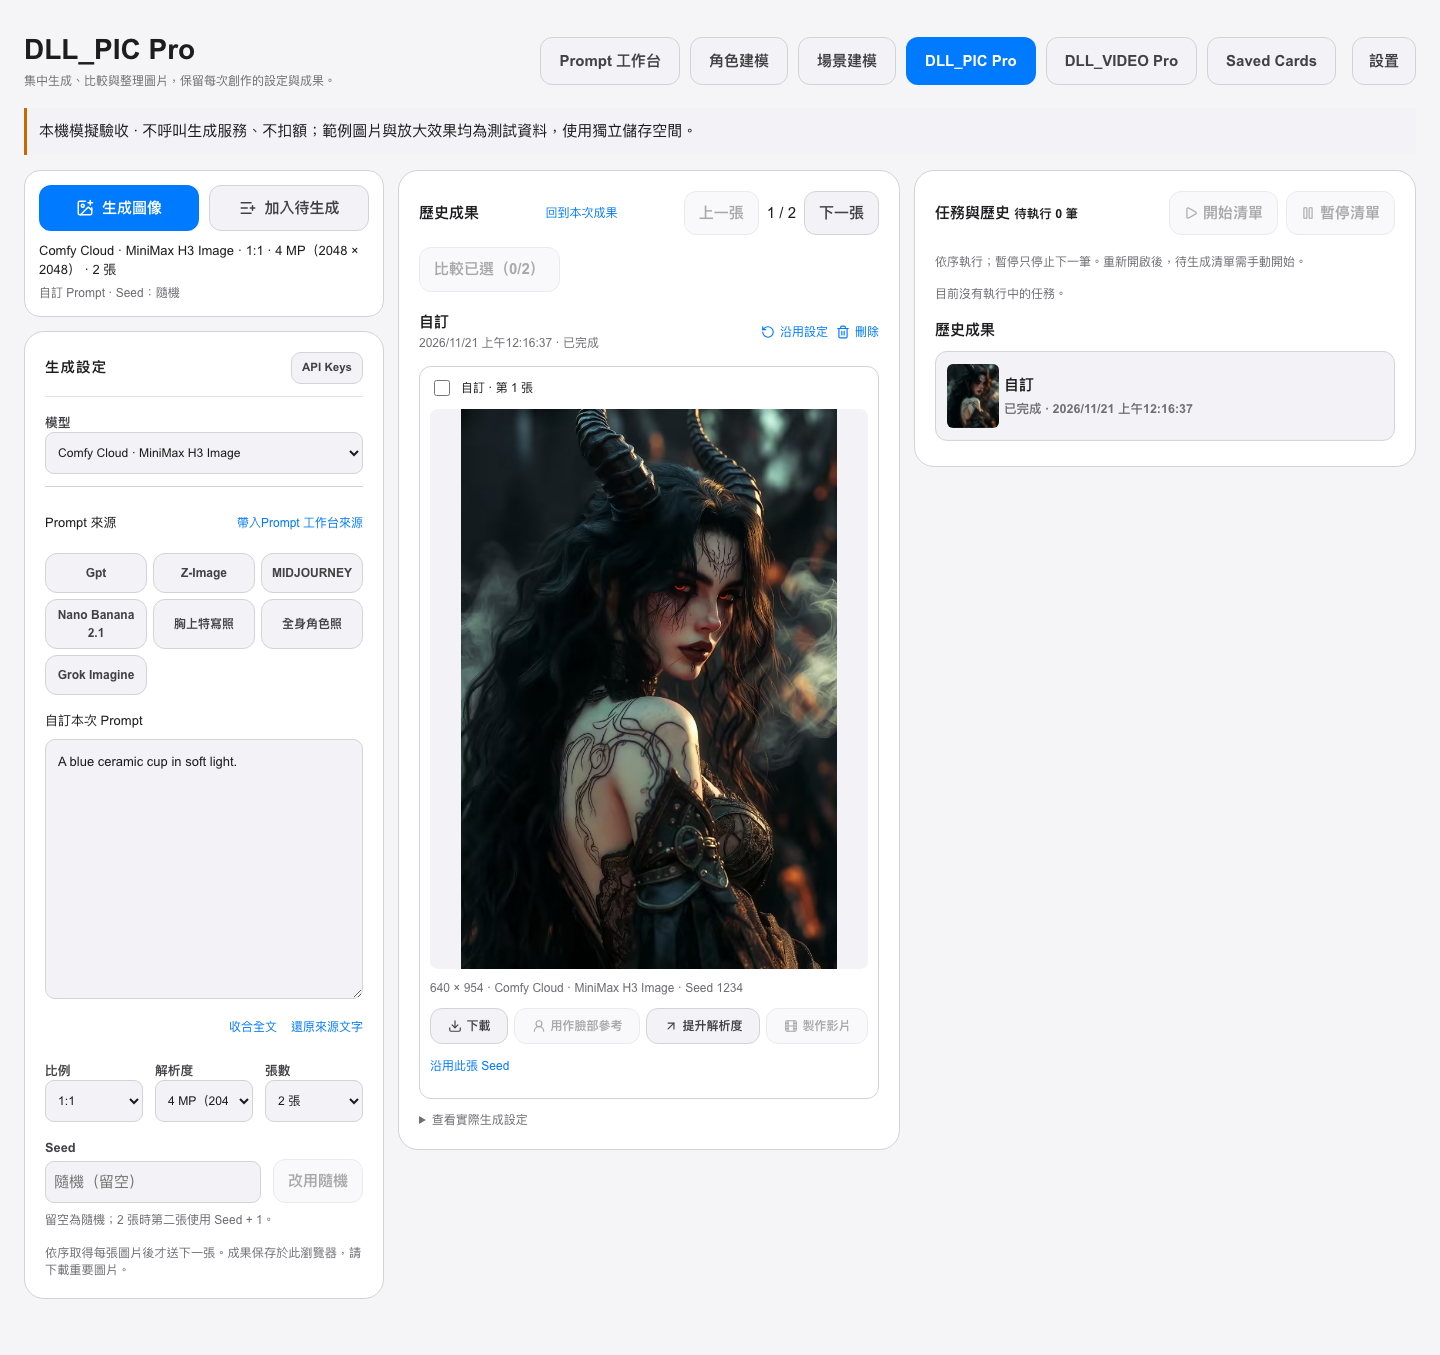 DLL_PIC Pro
集中生成、比較與整理圖片，保留每次創作的設定與成果。
Prompt 工作台
角色建模
場景建模
DLL_PIC Pro
DLL_VIDEO Pro
Saved Cards
設置
本機模擬驗收 · 不呼叫生成服務、不扣額；範例圖片與放大效果均為測試資料，使用獨立儲存空間。
生成圖像
加入待生成
Comfy Cloud · MiniMax H3 Image · 1:1 · 4 MP（2048 ×
2048） · 2 張
自訂 Prompt · Seed：隨機
生成設定
API Keys
模型
Comfy Cloud · MiniMax H3 Image
Prompt 來源
帶入Prompt 工作台來源
Gpt
Z-Image
MIDJOURNEY
Nano Banana
2.1
胸上特寫照
全身角色照
Grok Imagine
自訂本次 Prompt
A blue ceramic cup in soft light.
收合全文
還原來源文字
比例
解析度
張數
1:1
4 MP（204
2 張
Seed
隨機（留空）
改用隨機
留空為隨機；2 張時第二張使用 Seed + 1。
依序取得每張圖片後才送下一張。成果保存於此瀏覽器，請
下載重要圖片。
歷史成果
回到本次成果
上一張
1 / 2
下一張
比較已選（0/2）
自訂
2026/11/21 上午12:16:37 · 已完成
沿用設定
刪除
自訂 · 第 1 張
640 × 954 · Comfy Cloud · MiniMax H3 Image · Seed 1234
下載
用作臉部參考
提升解析度
製作影片
沿用此張 Seed
查看實際生成設定
任務與歷史 待執行 0 筆
開始清單
暫停清單
依序執行；暫停只停止下一筆。重新開啟後，待生成清單需手動開始。
目前沒有執行中的任務。
歷史成果
自訂
已完成 · 2026/11/21 上午12:16:37